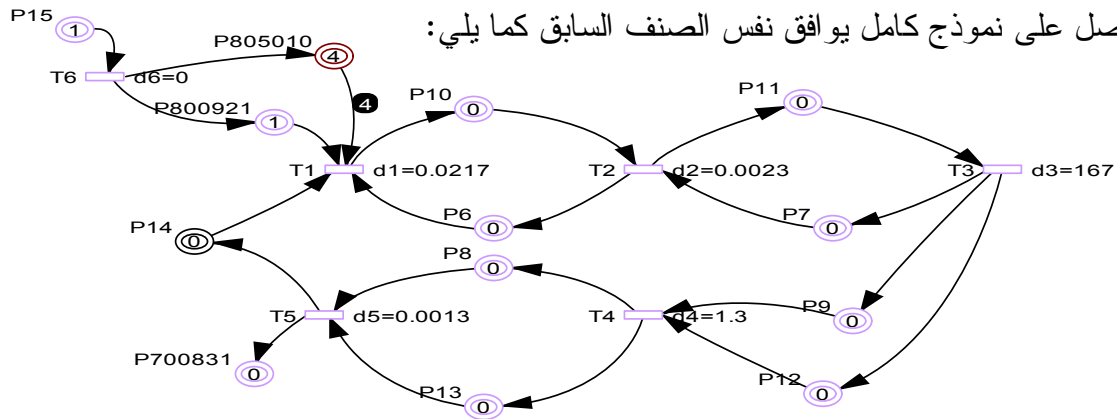 صل على نموذج كامل يوافق نفس الصنف السابق كما يلي:
P15
1
P805010
4
T6 d6=0
P800921
1
4
P10
0
P11
0
T1 d1=0.0217
T2 d2=0.0023
T3 d3=167
P6
0
P7
0
P14
0
P8
0
P9
0
T5 d5=0.0013
T4 d4=1.3
P700831
0
P13
0
P12
0